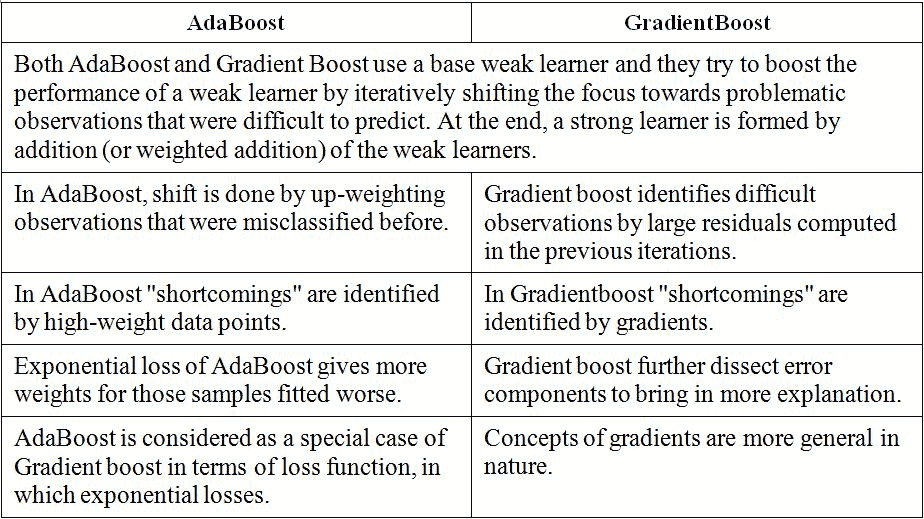 AdaBoost
GradientBoost
Both AdaBoost and Gradient Boost use a base weak learner and they try to boost the
performance of a weak learner by iteratively shifting the focus towards problematic
observations that were difficult to predict. At the end, a strong learner is formed by
addition (or weighted addition) of the weak learners.
In AdaBoost, shift is done by up-weighting
observations that were misclassified before.
Gradient boost identifies difficult
observations by large residuals computed
in the previous iterations.
In AdaBoost "shortcomings" are identified
by high-weight data points.
In Gradientboost "shortcomings" are
identified by gradients.
Exponential loss of AdaBoost gives more
weights for those samples fitted worse.
Gradient boost further dissect error
components to bring in more explanation.
AdaBoost is considered as a special case of
Gradient boost in terms of loss function, in
which exponential losses.
Concepts of gradients are more general in
nature.